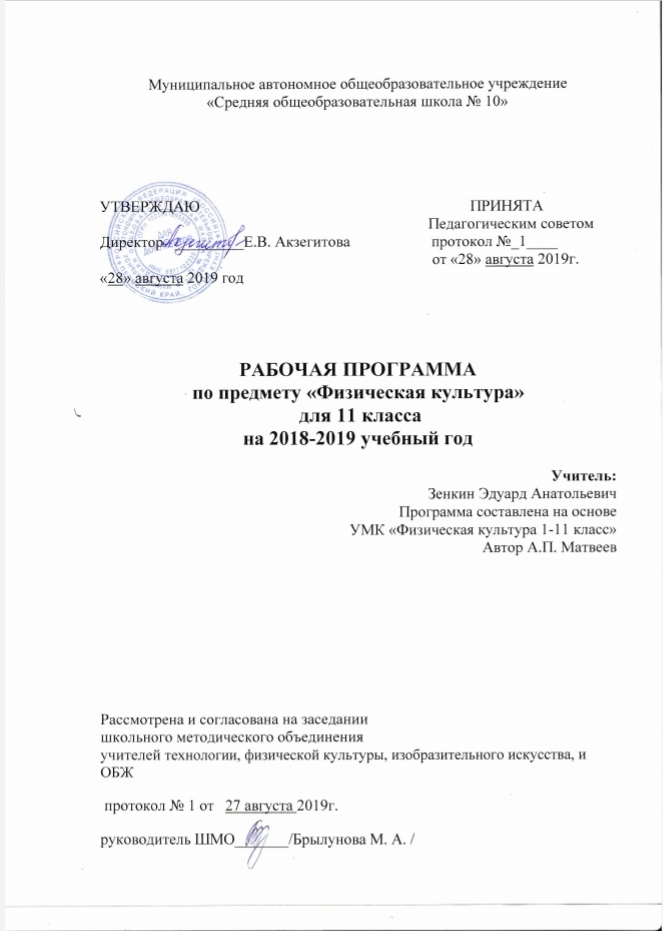 Муниципальное автономное общеобразовательное учреждение
«Средняя общеобразовательная школа № 10»
УТВЕРЖДАЮ
Директор__________Е.В. Акзегитова
«28» августа 2019 год
ПРИНЯТА
Педагогическим советом
протокол №_1____
от «28» августа 2019г.
РАБОЧАЯ ПРОГРАММА
по предмету «Физическая культура»
для 11 класса
на 2018-2019 учебный год
Учитель:
Зенкин Эдуард Анатольевич
Программа составлена на основе
УМК «Физическая культура 1-11 класс»
Автор А.П. Матвеев
Рассмотрена и согласована на заседании
школьного методического объединения
учителей технологии, физической культуры, изобразительного искусства, и
ОБЖ
протокол № 1 от 27 августа 2019г.
руководитель ШМО_______/Брылунова М. А. /